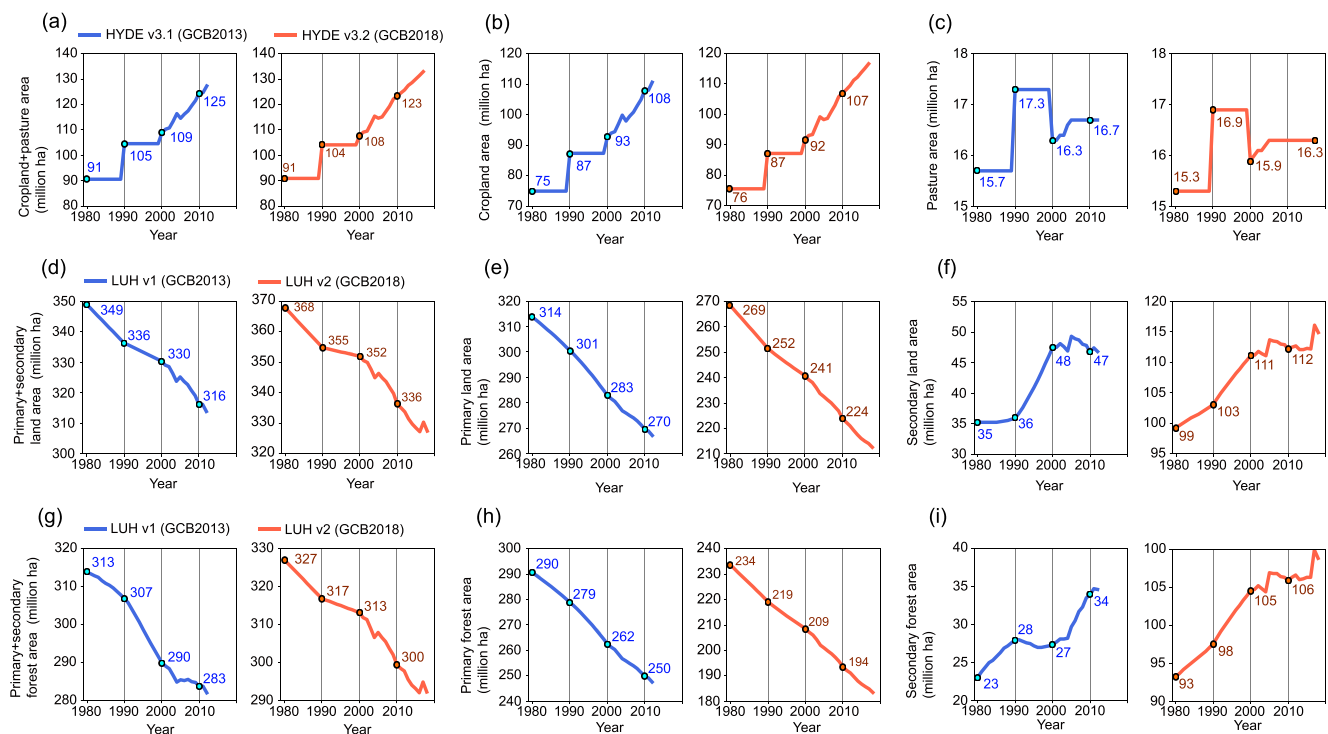 (a)
HYDE v3.1 (GCB2013)
HYDE v3.2 (GCB2018)
Cropland+pasture area
(million ha)
140
130
120
110
100
90
80
91
105
109
125
1980 1990 2000 2010
Year
140
130
120
110
100
90
80
91
104
108
123
1980 1990 2000 2010
Year
(b)
Cropland area (million ha)
120
110
100
90
80
70
75
87
93
108
1980 1990 2000 2010
Year
120
110
100
90
80
70
76
87
92
107
1980 1990 2000 2010
Year
(c)
Pasture area (million ha)
18
17
16
15
15.7
17.3
16.3
16.7
1980 1990 2000 2010
Year
18
17
16
15
15.3
16.9
15.9
16.3
1980 1990 2000 2010
Year
(d)
LUH v1 (GCB2013)
LUH v2 (GCB2018)
Primary+secondary
land area (million ha)
350
340
330
320
310
300
349
336
330
316
1980 1990 2000 2010
Year
370
360
350
340
330
320
368
355
352
336
1980 1990 2000 2010
Year
(e)
Primary land area
(million ha)
320
310
300
290
280
270
260
314
301
283
270
1980 1990 2000 2010
Year
270
260
250
240
230
220
210
269
252
241
224
1980 1990 2000 2010
Year
(f)
Secondary land area
(million ha)
55
50
45
40
35
30
35
36
48
47
1980 1990 2000 2010
Year
120
115
110
105
100
95
99
103
111
112
1980 1990 2000 2010
Year
(g)
LUH v1 (GCB2013)
LUH v2 (GCB2018)
Primary+secondary
forest area (million ha)
320
310
300
290
280
313
307
290
283
1980 1990 2000 2010
Year
330
320
310
300
290
327
317
313
300
1980 1990 2000 2010
Year
(h)
Primary forest area
(million ha)
300
290
280
270
260
250
240
290
279
262
250
1980 1990 2000 2010
Year
240
230
220
210
200
190
180
234
219
209
194
1980 1990 2000 2010
Year
(i)
Secondary forest area
(million ha)
40
35
30
25
20
23
28
27
34
1980 1990 2000 2010
Year
100
105
100
95
90
93
98
105
106
1980 1990 2000 2010
Year